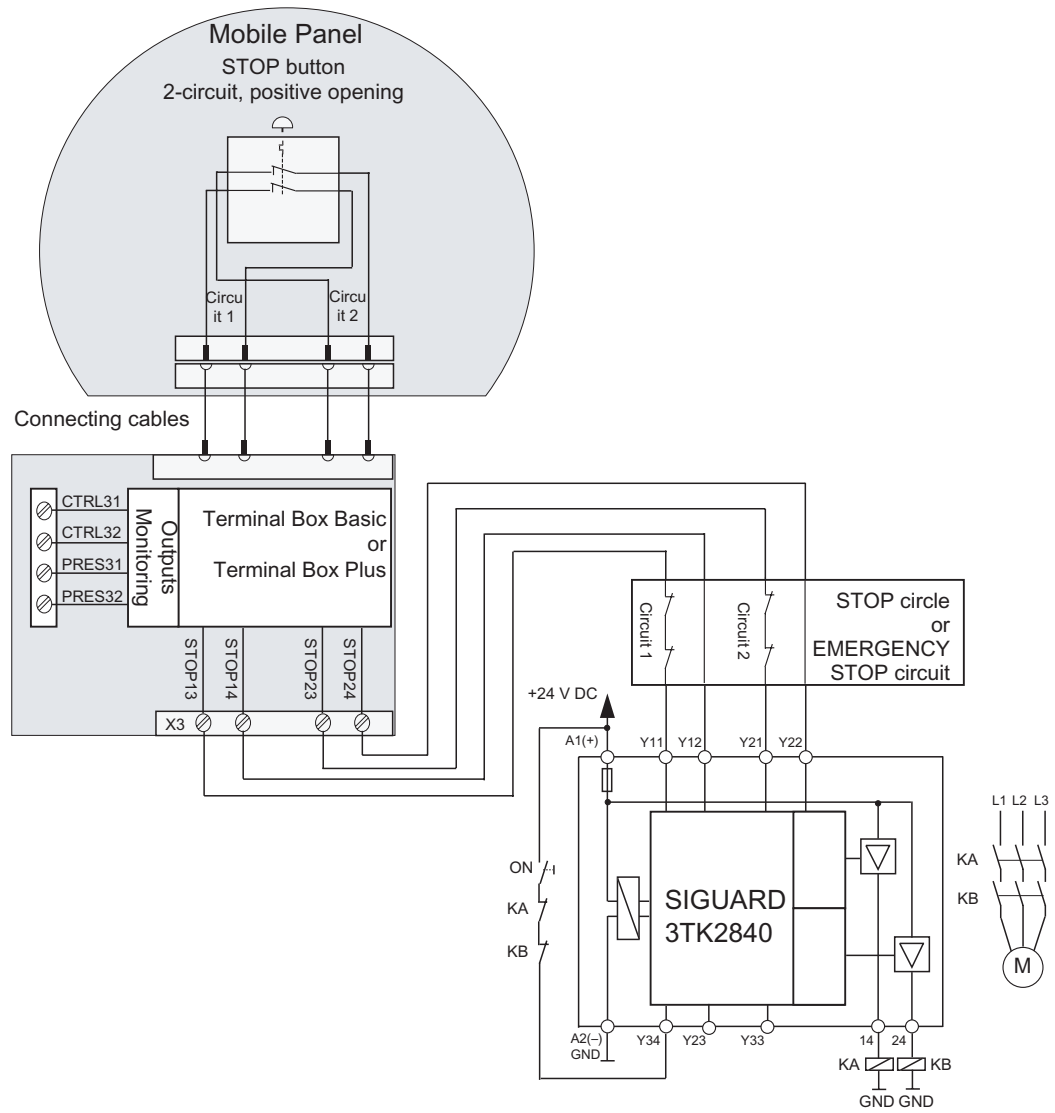 Mobile Panel
STOP button
2-circuit, positive opening
Circu
it 1
Circu
it 2
Connecting cables
CTRL31
CTRL32
PRES31
PRES32
Outputs
Monitoring
Terminal Box Basic
or
Terminal Box Plus
STOP13
STOP14
STOP23
STOP24
X3
Circuit 1
Circuit 2
STOP circle
or
EMERGENCY
STOP circuit
+24 V DC
A1(+)
Y11
Y12
Y21
Y22
L1 L2 L3
KA
KB
M
ON
KA
KB
SIGUARD
3TK2840
A2(–)
GND
Y34
Y23
Y33
14
24
KA
KB
GND GND